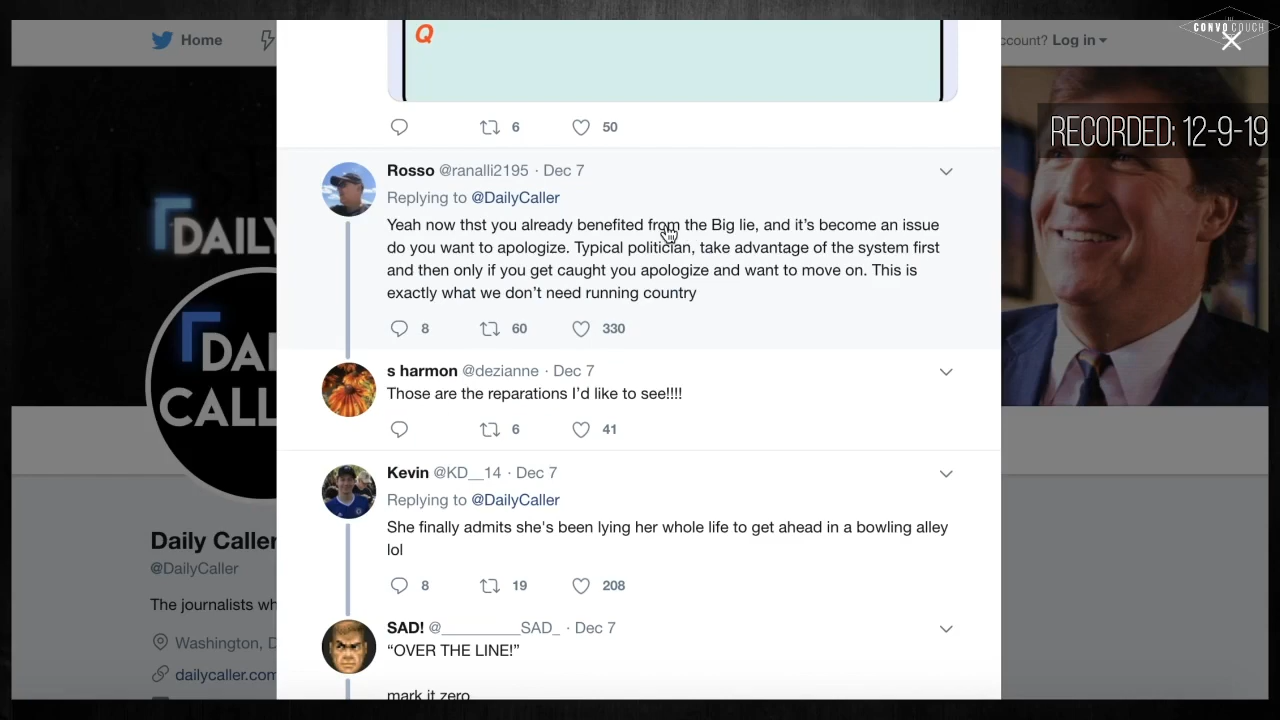 THE
CONVO COUCH
Home
ccount? Log in
Q
RECORDED: 12-9-19
6 50
Rosso @ranalli2195 · Dec 7
Replying to @DailyCaller
Yeah now thst you already benefited from the Big lie, and it’s become an issue
do you want to apologize. Typical politician, take advantage of the system first
and then only if you get caught you apologize and want to move on. This is
exactly what we don’t need running country
8 60 330
s harmon @dezianne · Dec 7
Those are the reparations I’d like to see!!!!
6 41
Kevin @KD__14 · Dec 7
Replying to @DailyCaller
She finally admits she's been lying her whole life to get ahead in a bowling alley
lol
8 19 208
SAD! @_________SAD_ · Dec 7
“OVER THE LINE!”
mark it zero
DAILY
DAI
CALL
Daily Caller
@DailyCaller
The journalists wh
Washington, D
dailycaller.com